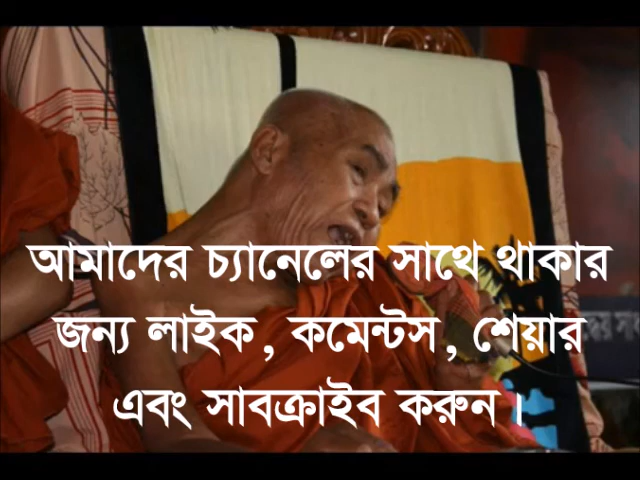 আমাদের চ্যানেলের সাথে থাকার
জন্য লাইক, কমেন্টস, শেয়ার
এবং সাবক্রাইব করুন।